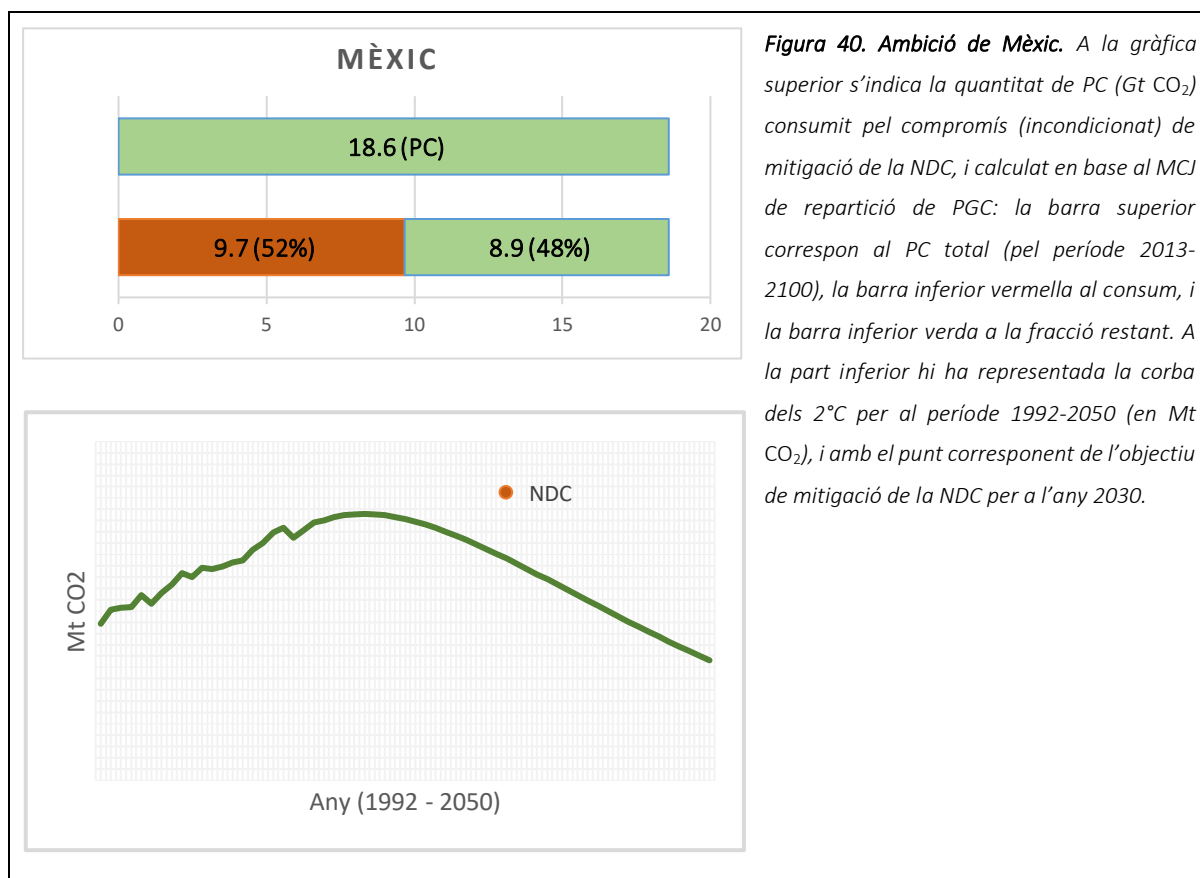 MÈXIC
18.6 (PC)
9.7 (52%)
8.9 (48%)
0
5
10
15
20
NDC
Mt CO2
Any (1992 - 2050)
Figura 40. Ambició de Mèxic. A la gràfica
superior s’indica la quantitat de PC (Gt CO₂)
consumit pel compromís (incondicionat) de
mitigació de la NDC, i calculat en base al MCJ
de repartició de PGC: la barra superior
correspon al PC total (pel període 2013-
2100), la barra inferior vermella al consum, i
la barra inferior verda a la fracció restant. A
la part inferior hi ha representada la corba
dels 2°C per al període 1992-2050 (en Mt
CO₂), i amb el punt corresponent de l’objectiu
de mitigació de la NDC per a l’any 2030.